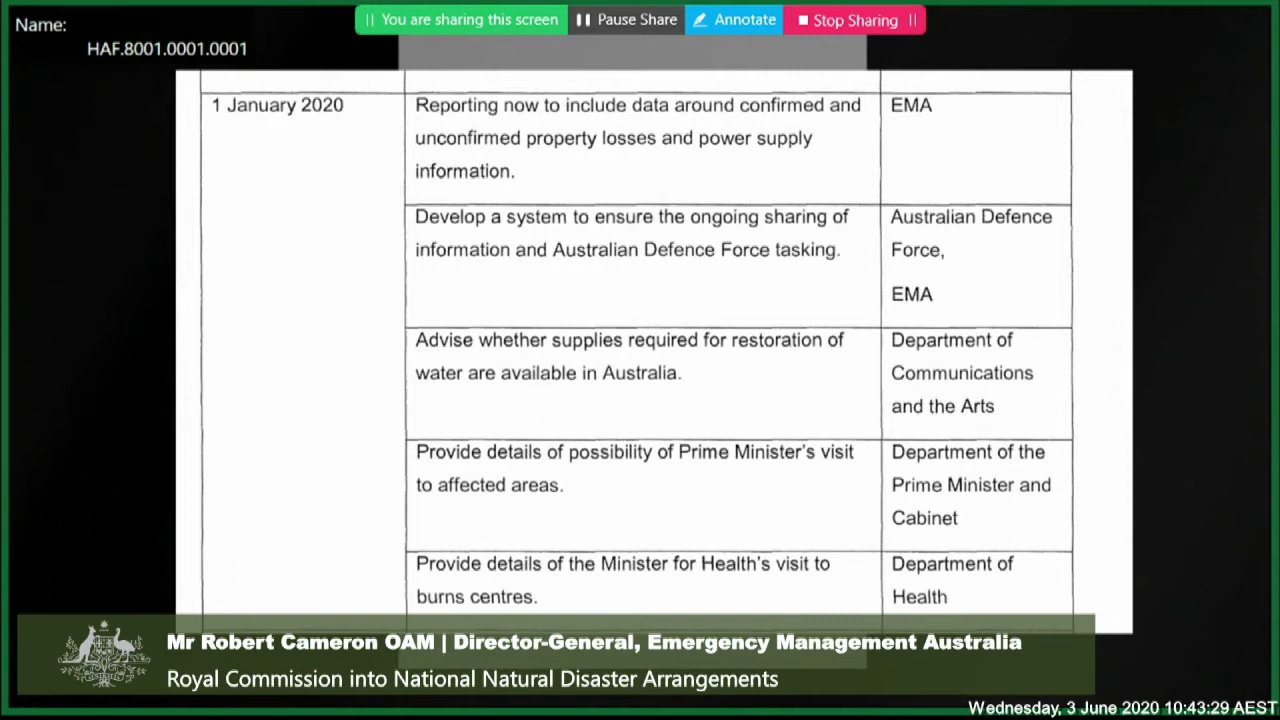 Name:
HAF.8001.0001.0001
You are sharing this screen
Pause Share
Annotate
Stop Sharing
1 January 2020
Reporting now to include data around confirmed and
unconfirmed property losses and power supply
information.
EMA
Develop a system to ensure the ongoing sharing of
information and Australian Defence Force tasking.
Australian Defence
Force,
EMA
Advise whether supplies required for restoration of
water are available in Australia.
Department of
Communications
and the Arts
Provide details of possibility of Prime Minister's visit
to affected areas.
Department of the
Prime Minister and
Cabinet
Provide details of the Minister for Health's visit to
burns centres.
Department of
Health
Mr Robert Cameron OAM | Director-General, Emergency Management Australia
Royal Commission into National Natural Disaster Arrangements
Wednesday, 3 June 2020 10:43:29 AEST